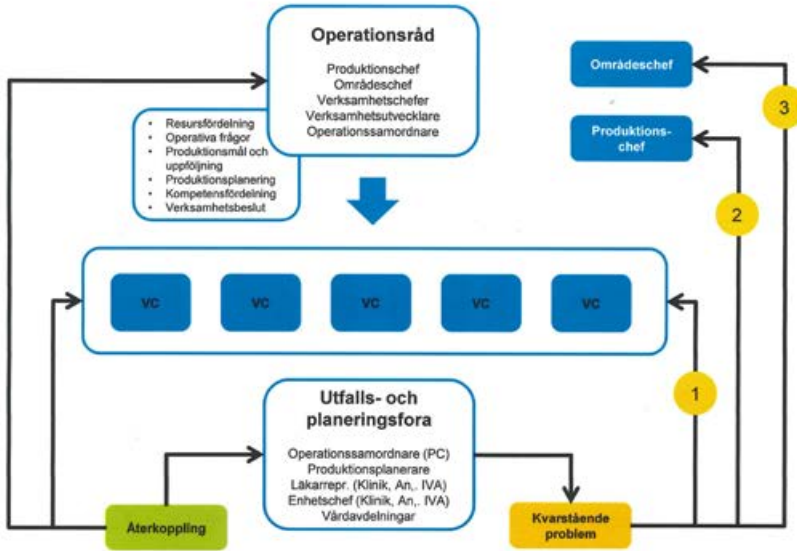 Operationsråd
Produktionschef
Områdeschef
Verksamhetschefer
Verksamhetsutvecklare
Operationssamordnare
• Resursfördelning
• Operativa frågor
• Produktionsmål och
uppföljning
• Produktionsplanering
• Kompetensfördelning
• Verksamhetsbeslut
Områdeschef
Produktions-
chef
3
2
1
VC VC VC VC VC
Utfalls- och
planeringsfora
Operationssamordnare (PC)
Produktionsplanerare
Läkarrepr. (Klinik, An,. IVA)
Enhetschef (Klinik, An,. IVA)
Vårdavdelningar
Återkoppling
Kvarstående
problem